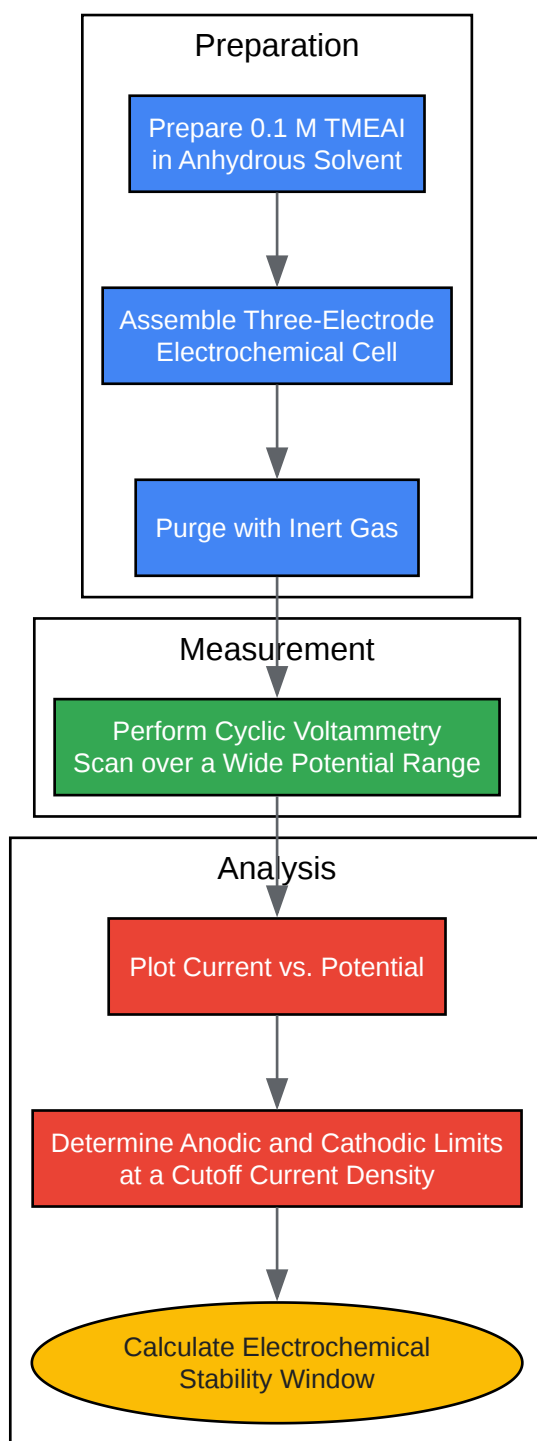 Preparation
Prepare 0.1 M TMEAI
in Anhydrous Solvent
Assemble Three-Electrode
Electrochemical Cell
Purge with Inert Gas
Measurement
Perform Cyclic Voltammetry
Scan over a Wide Potential Range
Analysis
Plot Current vs. Potential
Determine Anodic and Cathodic Limits
at a Cutoff Current Density
Calculate Electrochemical
Stability Window